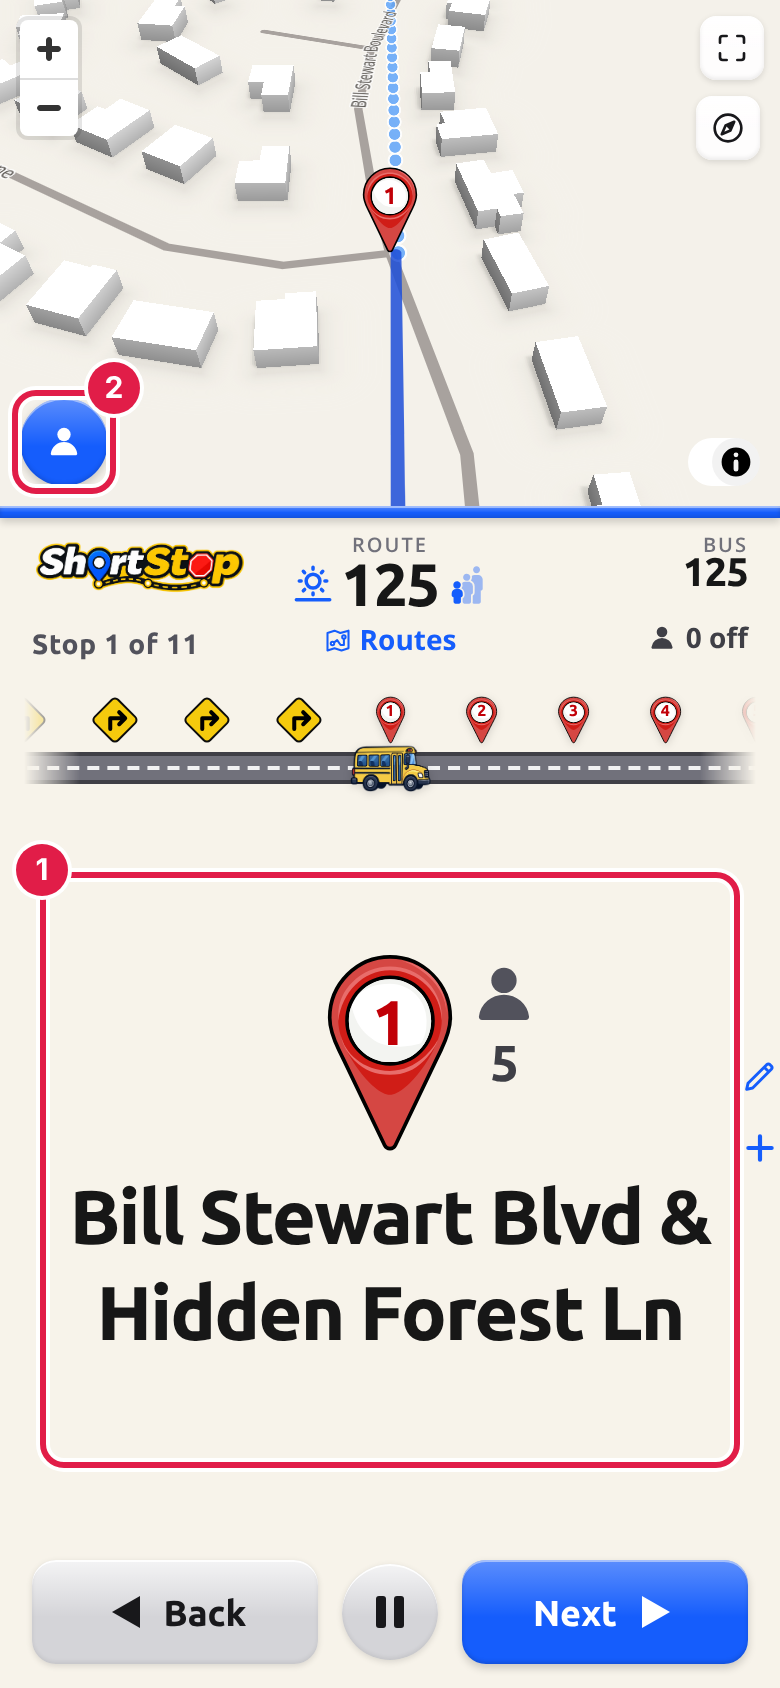 Bill Stewart Boulevard
1
2
ShortStop
ROUTE
125
BUS
125
Stop 1 of 11
Routes
0 off
1
2
3
4
1
1
5
Bill Stewart Blvd &
Hidden Forest Ln
Back
Next